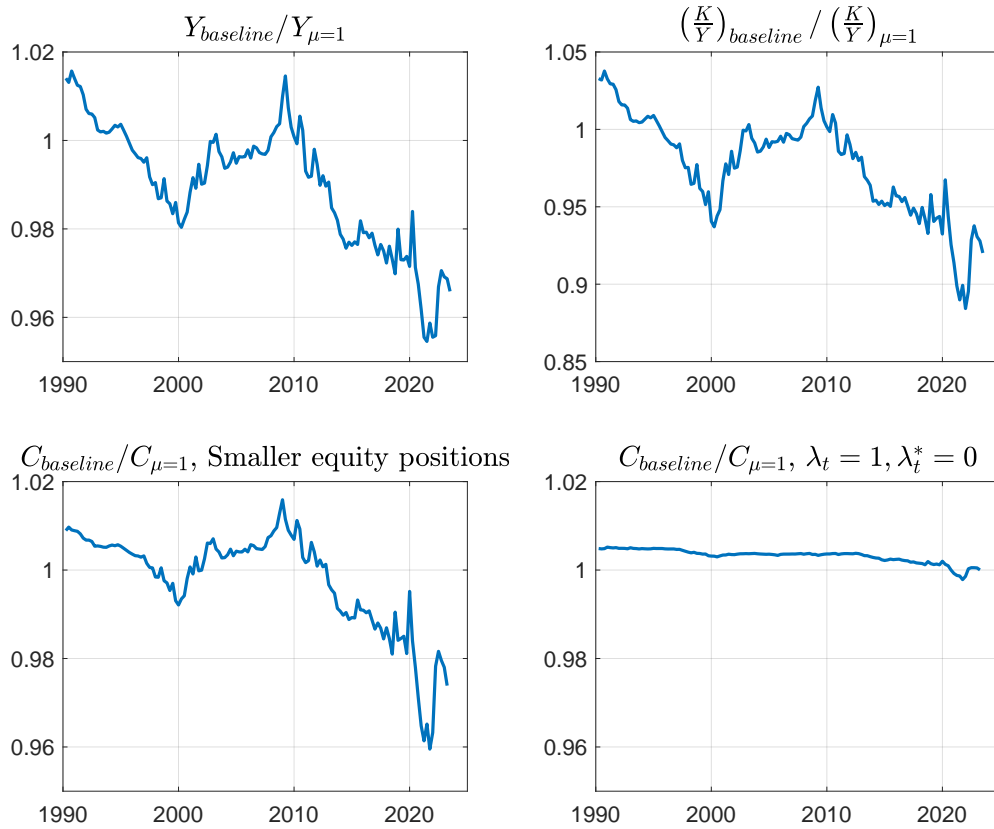 Y_{baseline}/Y_{μ=1}
1.02
1
0.98
0.96
1990 2000 2010 2020
(K/Y)_{baseline} / (K/Y)_{μ=1}
1.05
1
0.95
0.9
0.85
1990 2000 2010 2020
C_{baseline}/C_{μ=1}, Smaller equity positions
1.02
1
0.98
0.96
1990 2000 2010 2020
C_{baseline}/C_{μ=1}, λ_t = 1, λ_t^* = 0
1.02
1
0.98
0.96
1990 2000 2010 2020